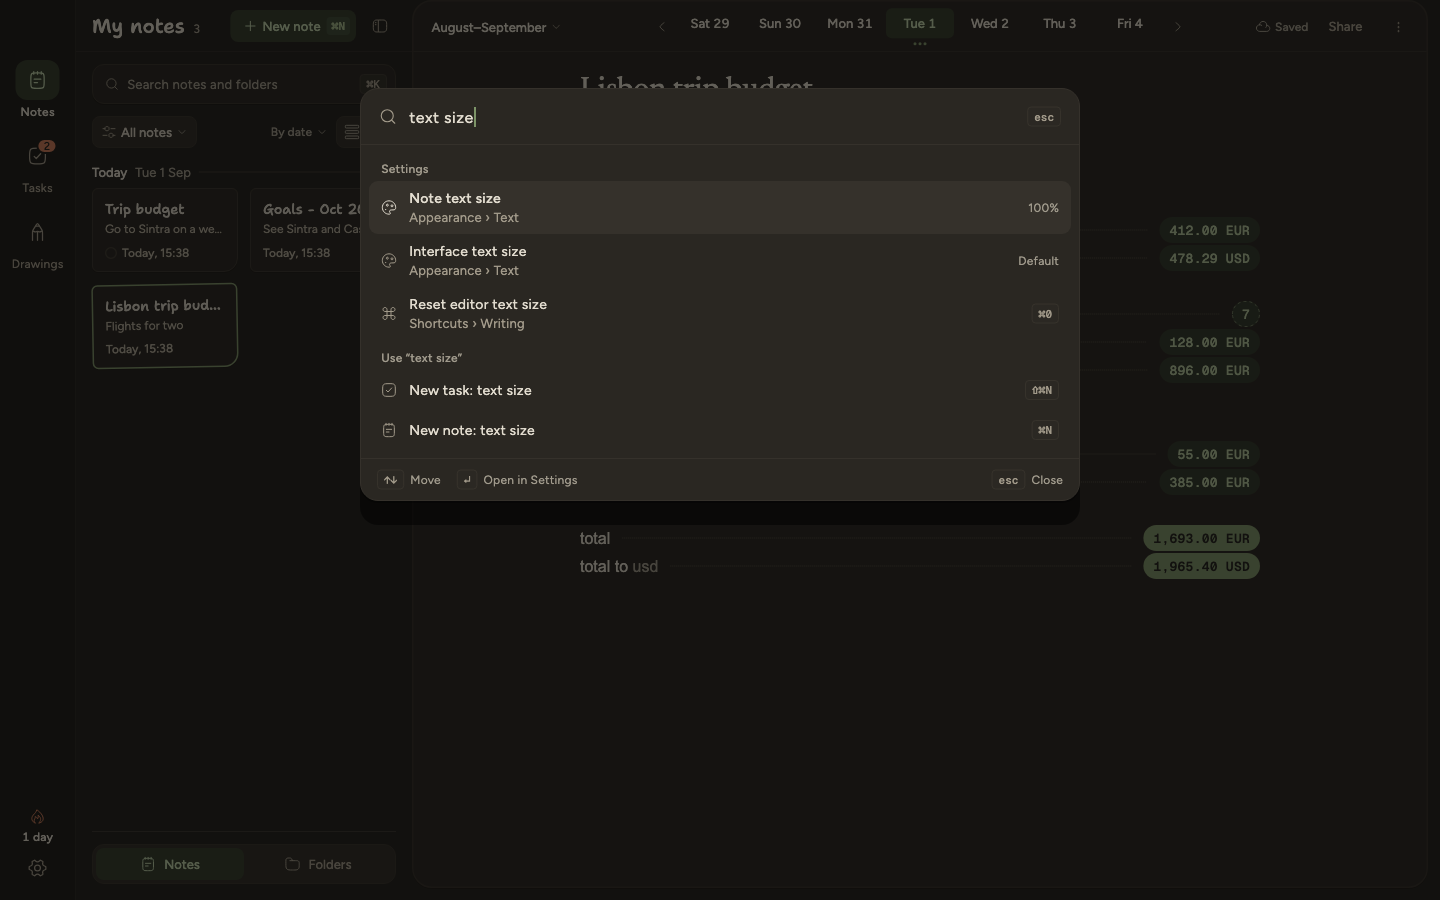 My notes 3
+ New note ⌘N
August–September
Sat 29
Sun 30
Mon 31
Tue 1
Wed 2
Thu 3
Fri 4
Saved
Share
Notes
2
Tasks
Drawings
Search notes and folders
⌘K
All notes
By date
Today Tue 1 Sep
Trip budget
Go to Sintra on a we...
Today, 15:38
Goals - Oct
See Sintra and
Today, 15:38
Lisbon trip bud...
Flights for two
Today, 15:38
Lisbon trip budget
text size
esc
Settings
Note text size
Appearance › Text
100%
Interface text size
Appearance › Text
Default
Reset editor text size
Shortcuts › Writing
⌘0
Use “text size”
New task: text size
⇧⌘N
New note: text size
⌘N
Move
Open in Settings
esc Close
412.00 EUR
478.29 USD
7
128.00 EUR
896.00 EUR
55.00 EUR
385.00 EUR
total
1,693.00 EUR
total to usd
1,965.40 USD
1 day
Notes
Folders